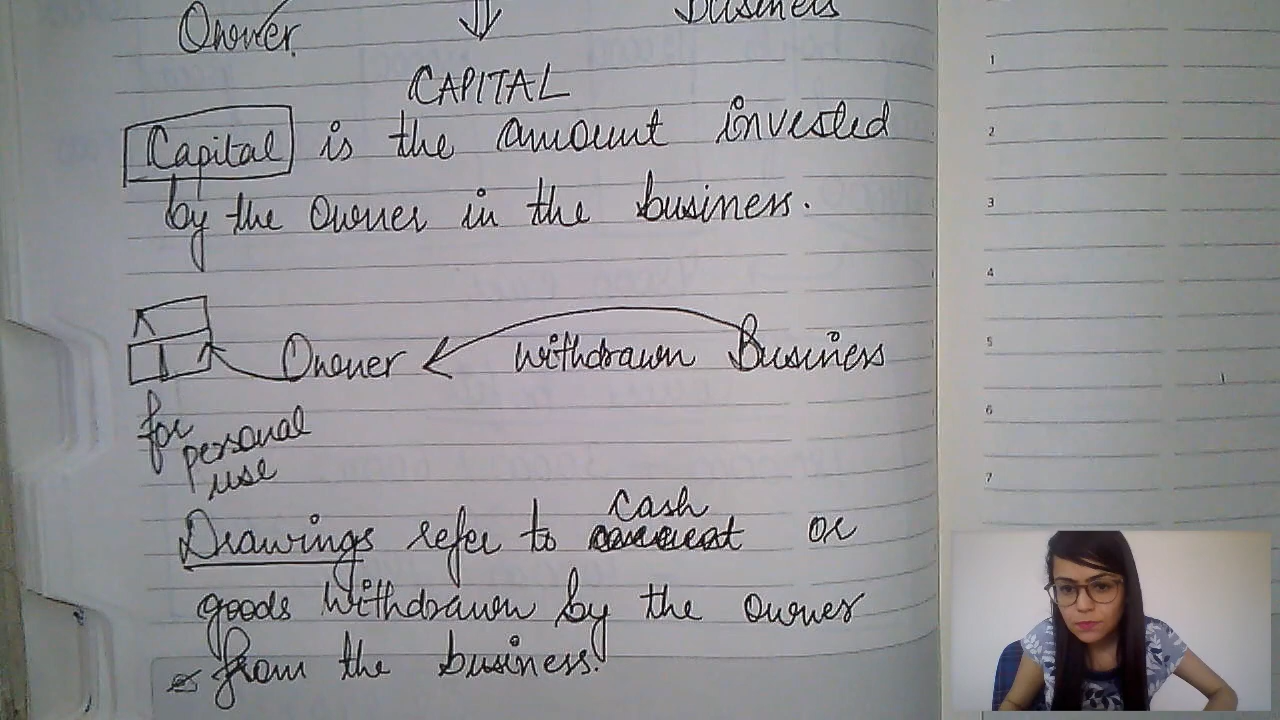 Owner Business
CAPITAL
Capital is the amount invested
by the owner in the business.
Owner withdrawn Business
for
personal
use
cash
Drawings refer to or
goods withdrawn by the owner
from the business.
1
2
3
4
5
6
7